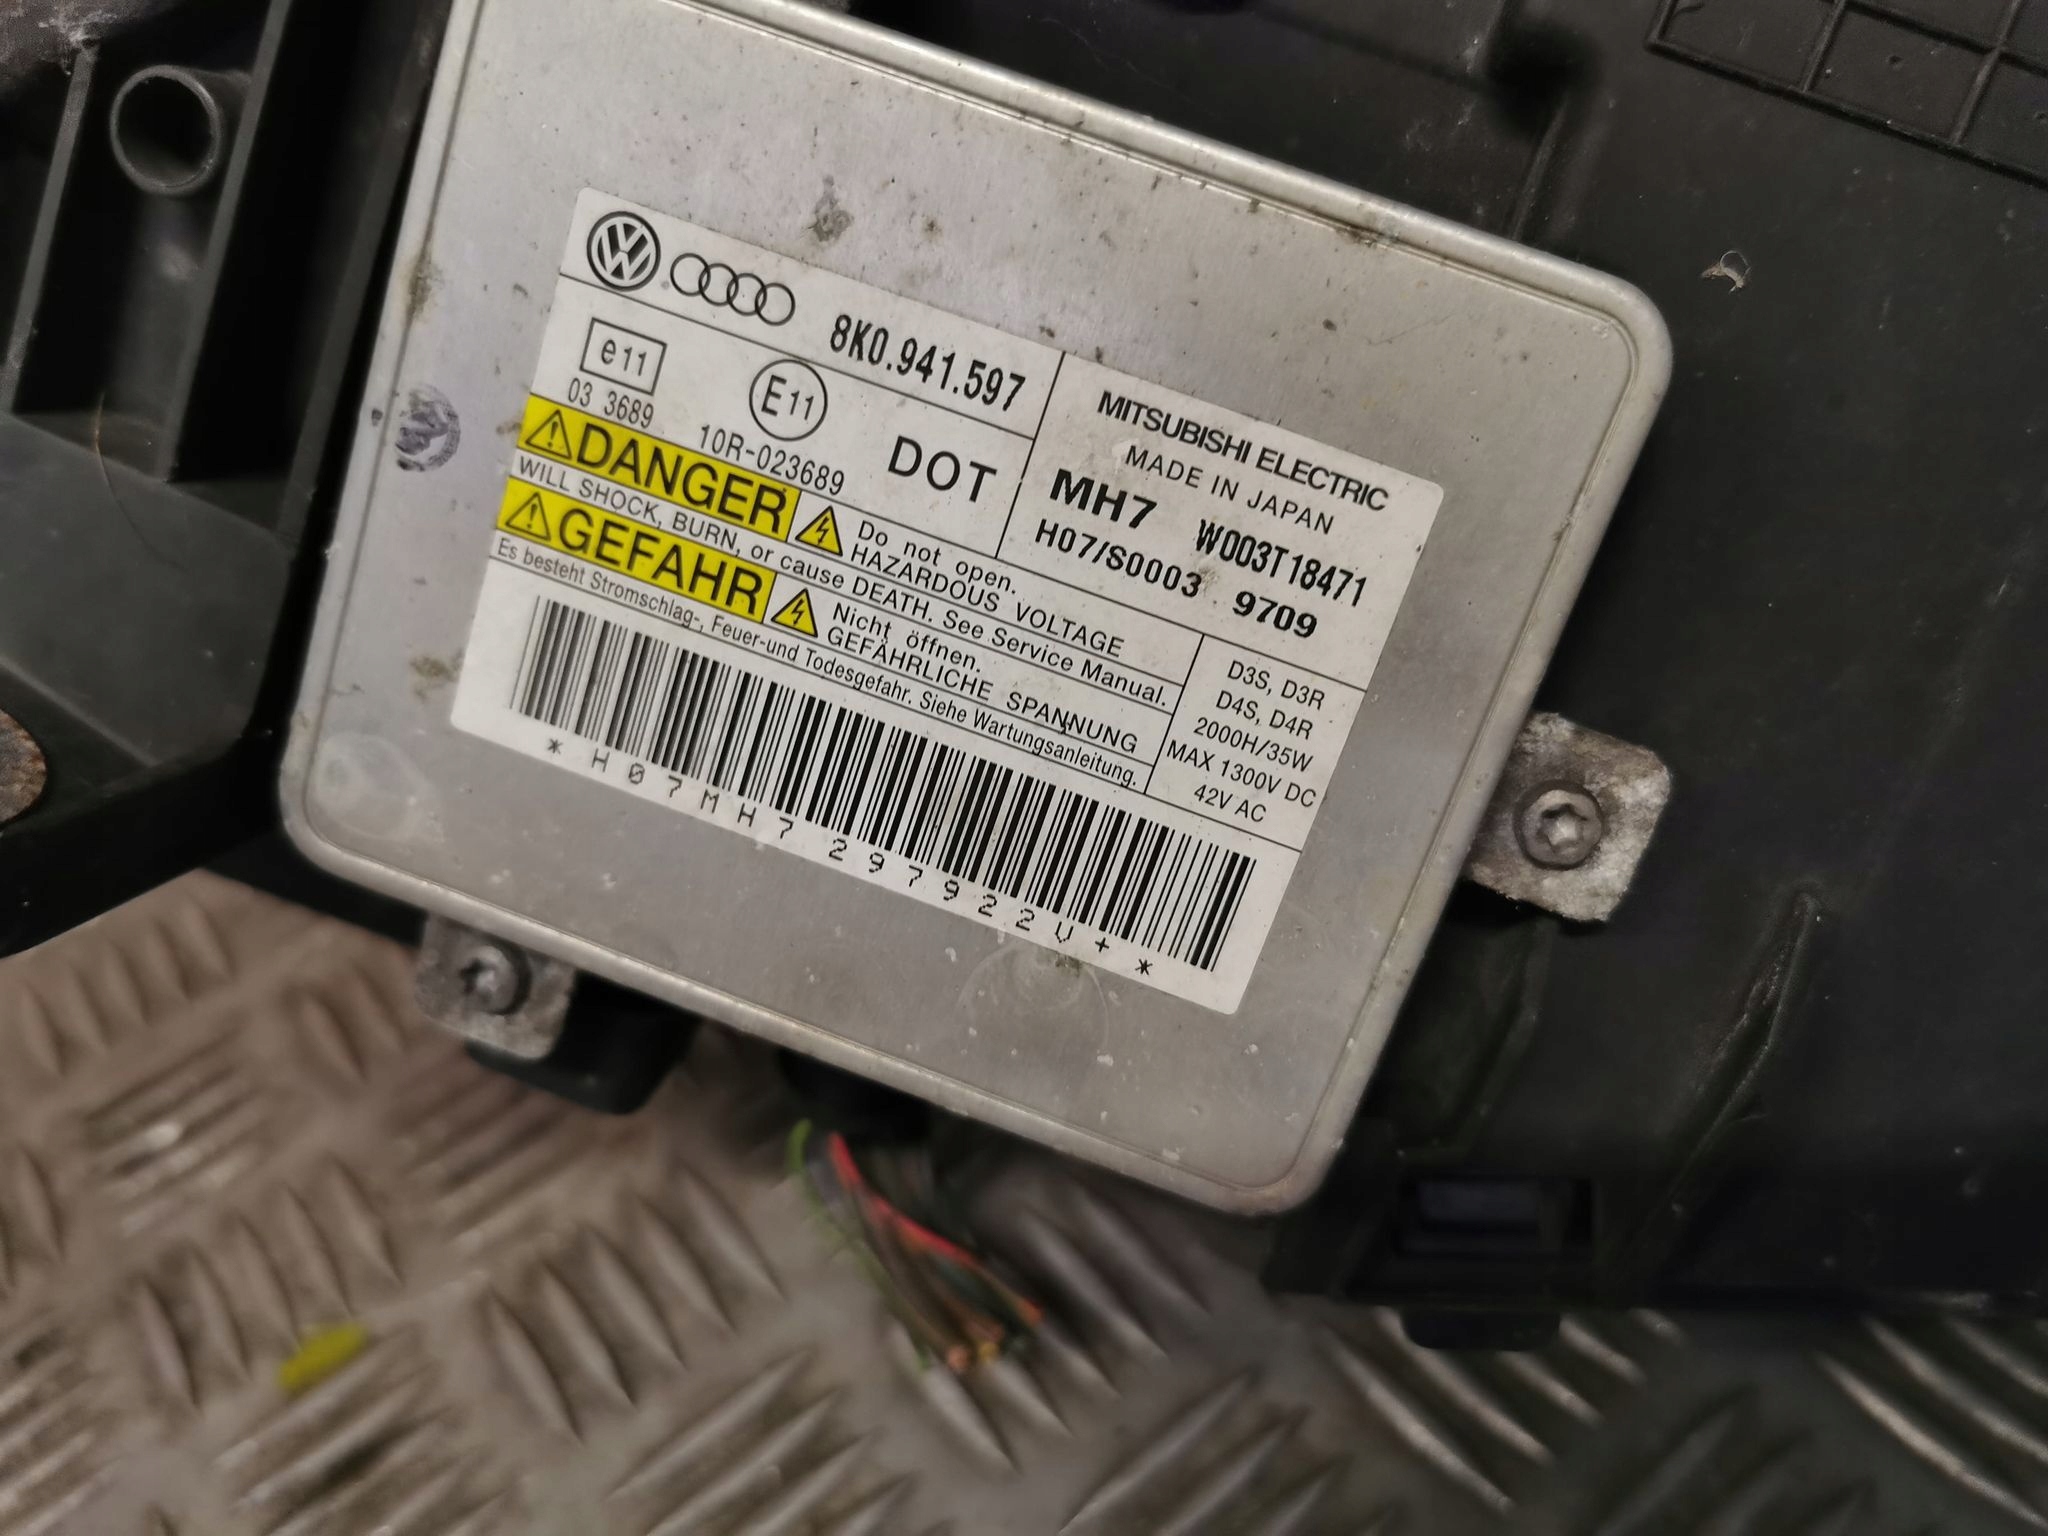 8K0.941.597
e11
03 3689
E11
10R-023689
DOT
MITSUBISHI ELECTRIC
MADE IN JAPAN
MH7 W003T18471
H07/S0003 9709
DANGER
Do not open.
HAZARDOUS VOLTAGE
WILL SHOCK, BURN, or cause DEATH. See Service Manual.
GEFAHR
Nicht öffnen.
GEFÄHRLICHE SPANNUNG
Es besteht Stromschlag-, Feuer-und Todesgefahr. Siehe Wartungsanleitung.
D3S, D3R
D4S, D4R
2000H/35W
MAX 1300V DC
42V AC
*H07MH7297922V+*